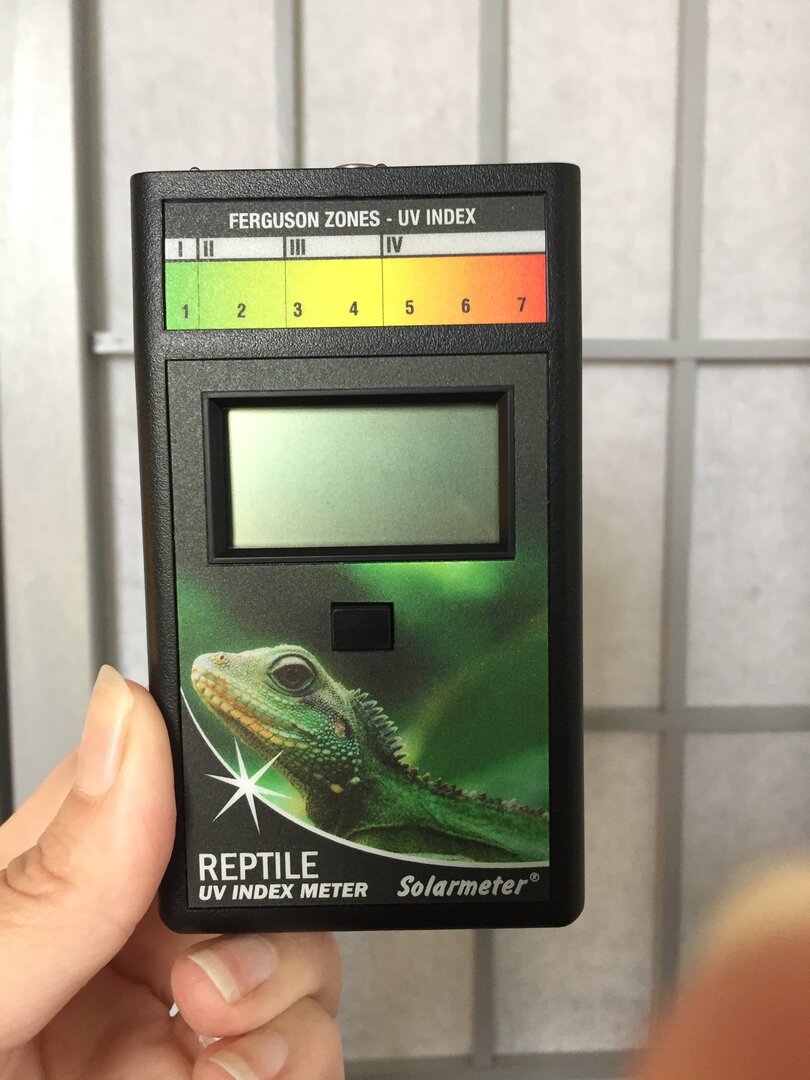 FERGUSON ZONES - UV INDEX
I II III IV
1 2 3 4 5 6 7
REPTILE
UV INDEX METER Solarmeter®